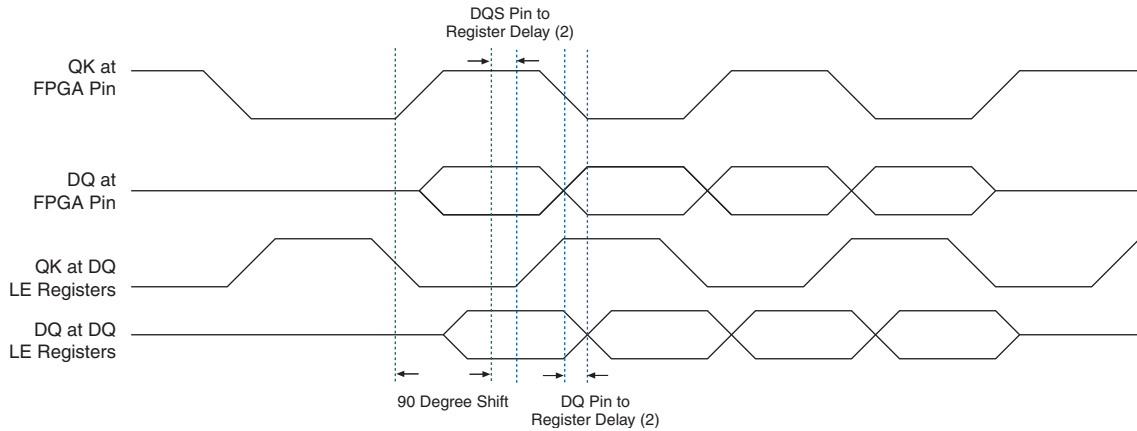 DQS Pin to
Register Delay (2)
QK at
FPGA Pin
DQ at
FPGA Pin
QK at DQ
LE Registers
DQ at DQ
LE Registers
90 Degree Shift
DQ Pin to
Register Delay (2)